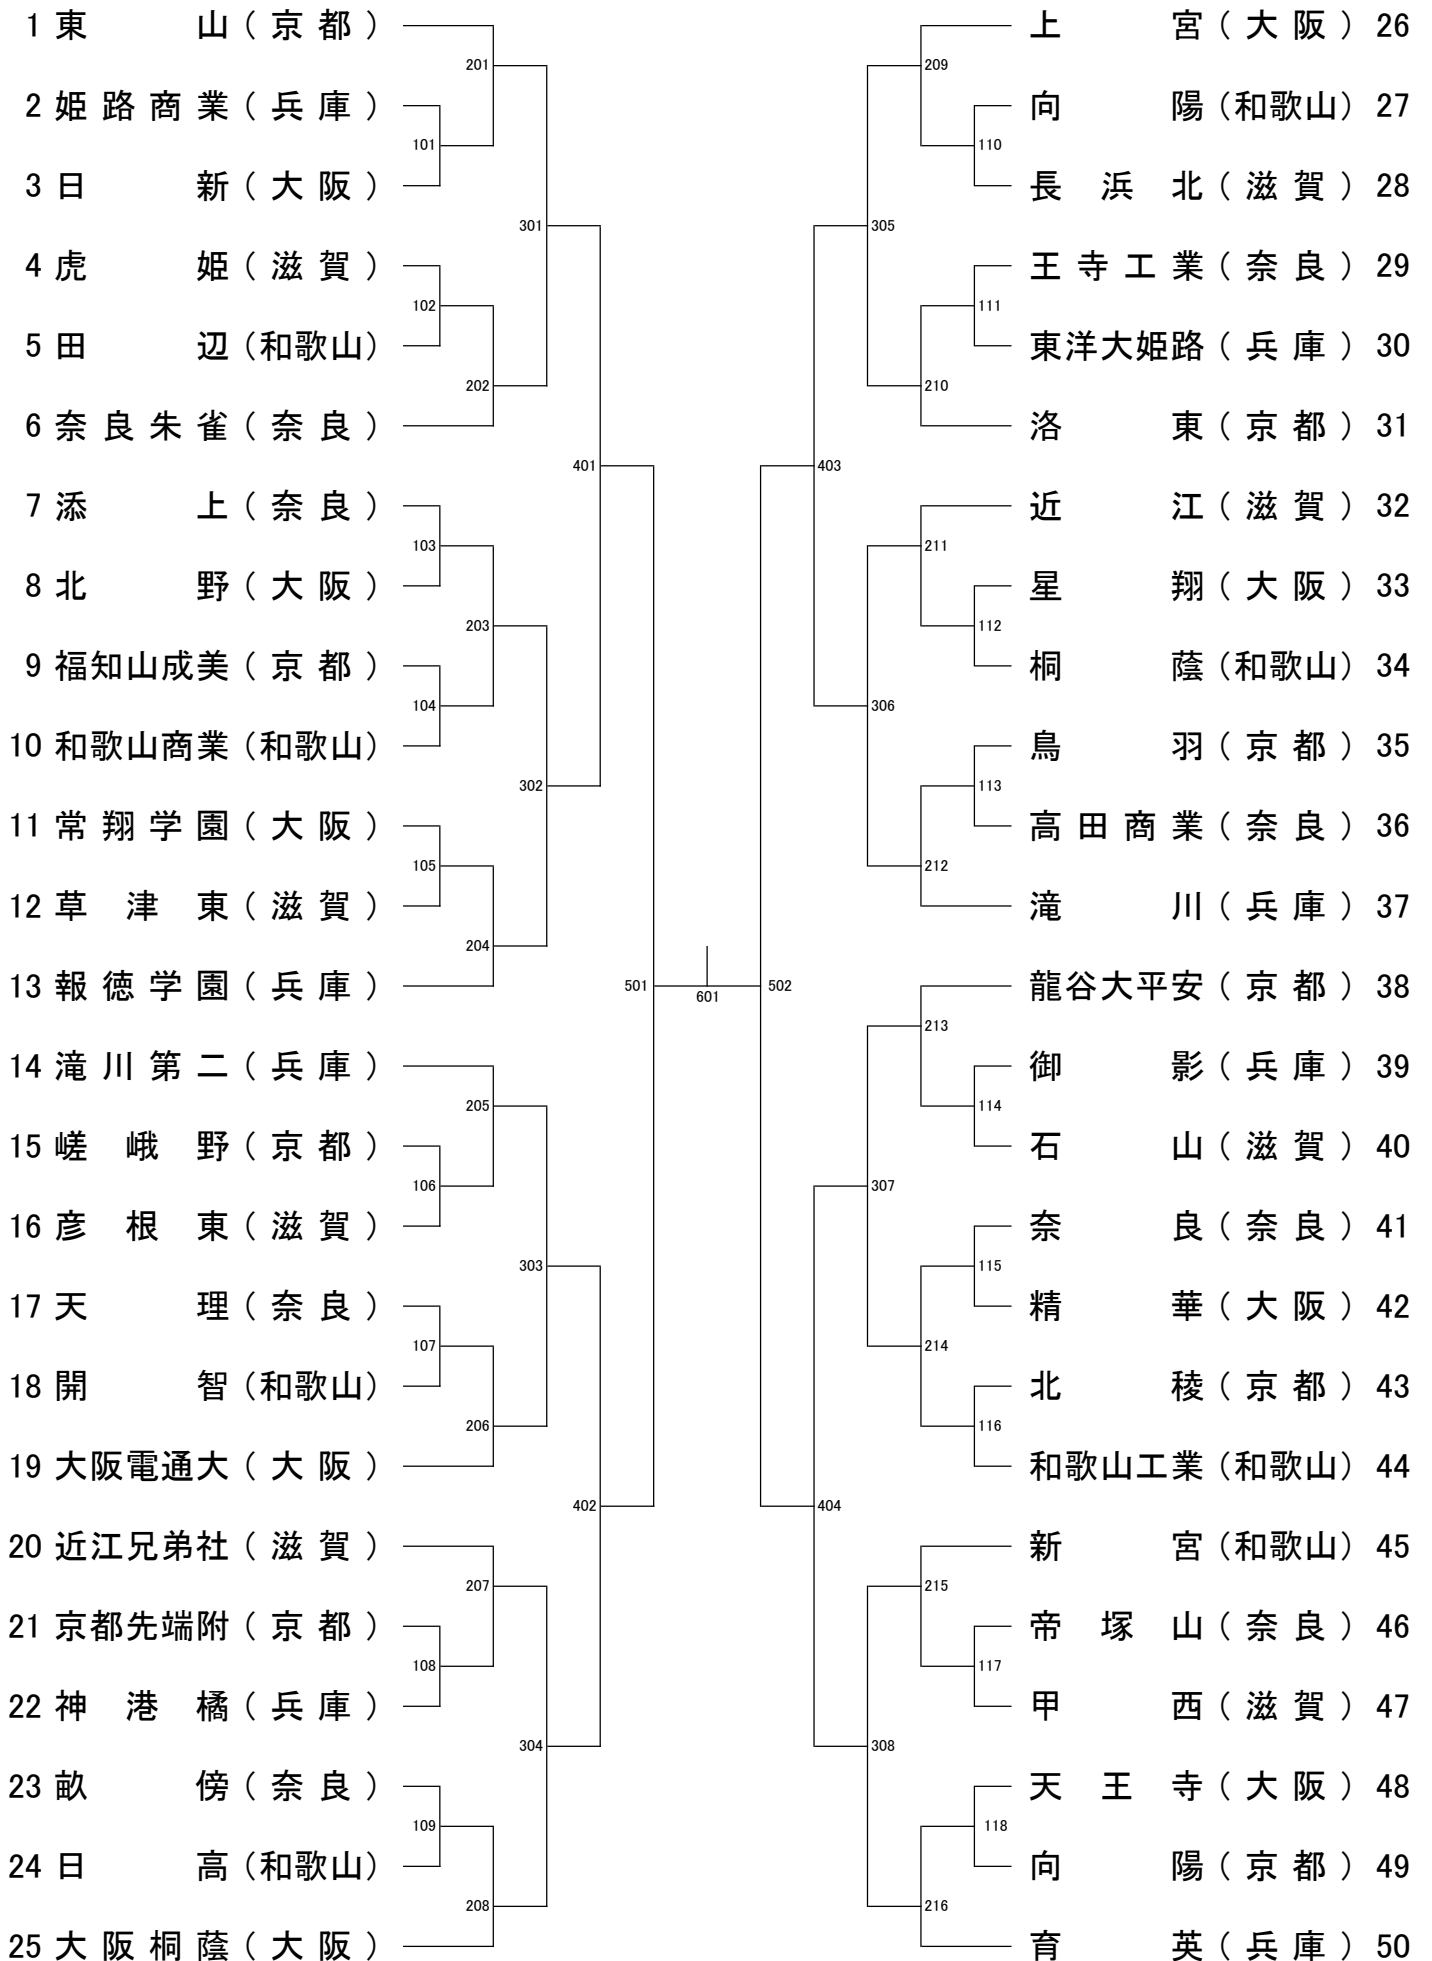 1 東山(京都)
2 姫路商業(兵庫)
3 日新(大阪)
4 虎姫(滋賀)
5 田辺(和歌山)
6 奈良朱雀(奈良)
7 添上(奈良)
8 北野(大阪)
9 福知山成美(京都)
10 和歌山商業(和歌山)
11 常翔学園(大阪)
12 草津東(滋賀)
13 報徳学園(兵庫)
14 滝川第二(兵庫)
15 嵯峨野(京都)
16 彦根東(滋賀)
17 天理(奈良)
18 開智(和歌山)
19 大阪電通大(大阪)
20 近江兄弟社(滋賀)
21 京都先端附(京都)
22 神港橘(兵庫)
23 畝傍(奈良)
24 日高(和歌山)
25 大阪桐蔭(大阪)
101
102
103
104
105
106
107
108
109
201
202
203
204
205
206
207
208
301
302
303
304
401
402
501
601
502
403
404
305
306
307
308
209
210
211
212
213
214
215
216
110
111
112
113
114
115
116
117
118
上宮(大阪) 26
向陽(和歌山) 27
長浜北(滋賀) 28
王寺工業(奈良) 29
東洋大姫路(兵庫) 30
洛東(京都) 31
近江(滋賀) 32
星翔(大阪) 33
桐蔭(和歌山) 34
鳥羽(京都) 35
高田商業(奈良) 36
滝川(兵庫) 37
龍谷大平安(京都) 38
御影(兵庫) 39
石山(滋賀) 40
奈良(奈良) 41
精華(大阪) 42
北稜(京都) 43
和歌山工業(和歌山) 44
新宮(和歌山) 45
帝塚山(奈良) 46
甲西(滋賀) 47
天王寺(大阪) 48
向陽(京都) 49
育英(兵庫) 50